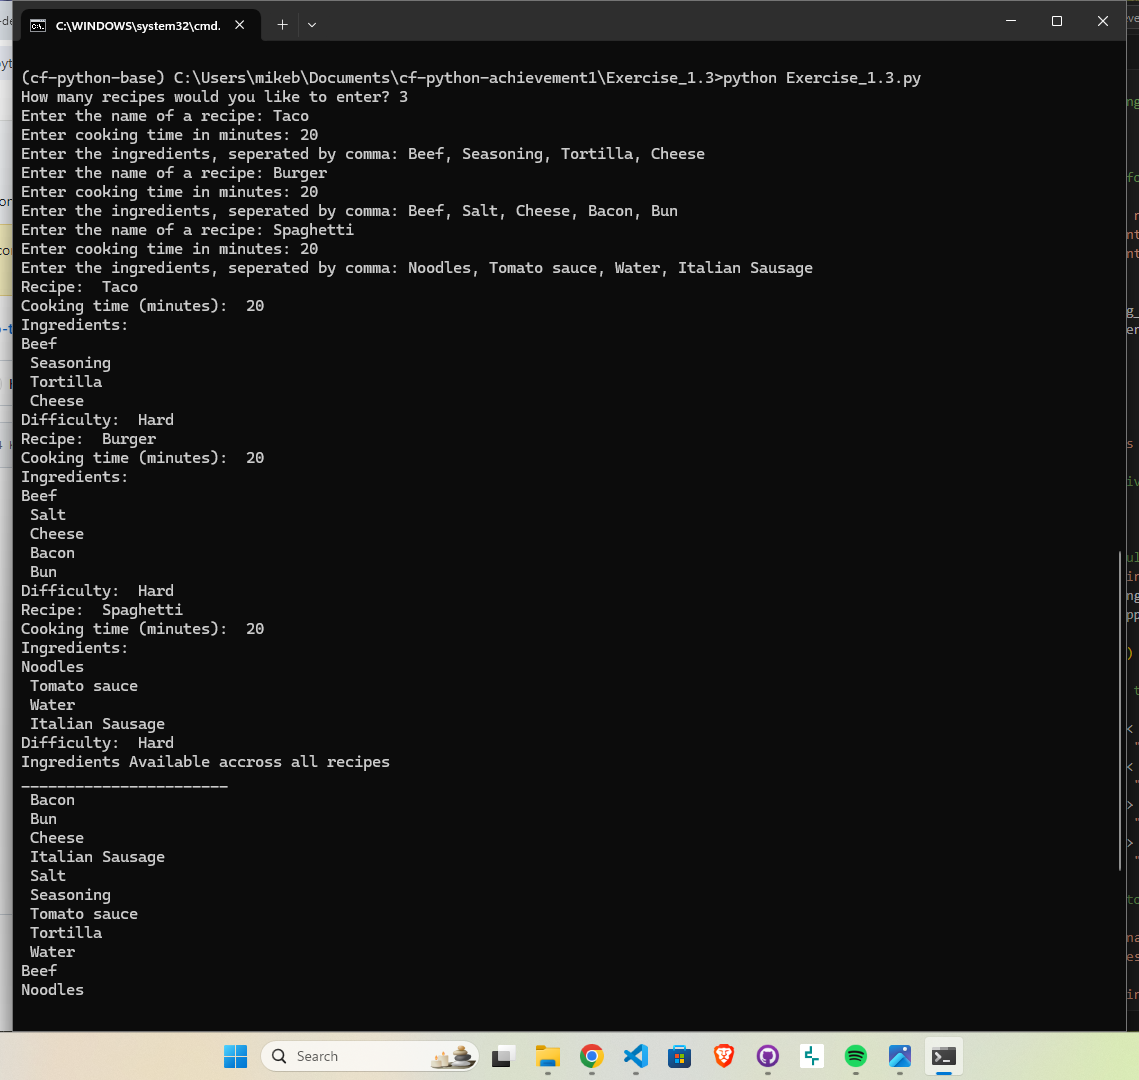 C:\WINDOWS\system32\cmd.
(cf-python-base) C:\Users\mikeb\Documents\cf-python-achievement1\Exercise_1.3>python Exercise_1.3.py
How many recipes would you like to enter? 3
Enter the name of a recipe: Taco
Enter cooking time in minutes: 20
Enter the ingredients, seperated by comma: Beef, Seasoning, Tortilla, Cheese
Enter the name of a recipe: Burger
Enter cooking time in minutes: 20
Enter the ingredients, seperated by comma: Beef, Salt, Cheese, Bacon, Bun
Enter the name of a recipe: Spaghetti
Enter cooking time in minutes: 20
Enter the ingredients, seperated by comma: Noodles, Tomato sauce, Water, Italian Sausage
Recipe:  Taco
Cooking time (minutes):  20
Ingredients:
Beef
 Seasoning
 Tortilla
 Cheese
Difficulty:  Hard
Recipe:  Burger
Cooking time (minutes):  20
Ingredients:
Beef
 Salt
 Cheese
 Bacon
 Bun
Difficulty:  Hard
Recipe:  Spaghetti
Cooking time (minutes):  20
Ingredients:
Noodles
 Tomato sauce
 Water
 Italian Sausage
Difficulty:  Hard
Ingredients Available accross all recipes
_______________________
 Bacon
 Bun
 Cheese
 Italian Sausage
 Salt
 Seasoning
 Tomato sauce
 Tortilla
 Water
Beef
Noodles
Search